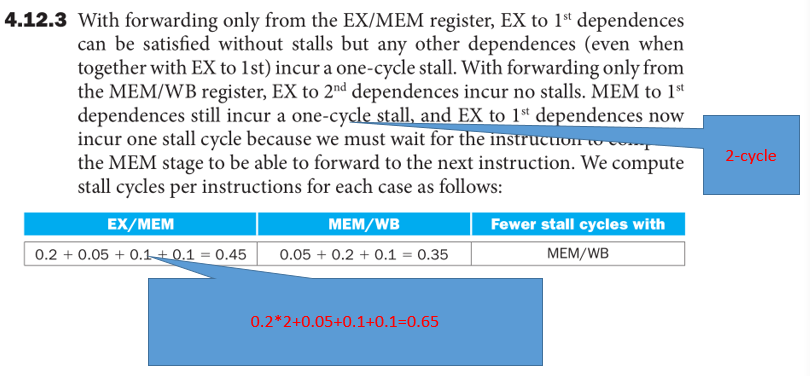 4.12.3 With forwarding only from the EX/MEM register, EX to 1st dependences
can be satisfied without stalls but any other dependences (even when
together with EX to 1st) incur a one-cycle stall. With forwarding only from
the MEM/WB register, EX to 2nd dependences incur no stalls. MEM to 1st
dependences still incur a one-cycle stall, and EX to 1st dependences now
incur one stall cycle because we must wait for the instruction to
2-cycle
the MEM stage to be able to forward to the next instruction. We compute
stall cycles per instructions for each case as follows:
EX/MEM MEM/WB Fewer stall cycles with
0.2 + 0.05 + 0.1 + 0.1 = 0.45 0.05 + 0.2 + 0.1 = 0.35 MEM/WB
0.2*2+0.05+0.1+0.1=0.65